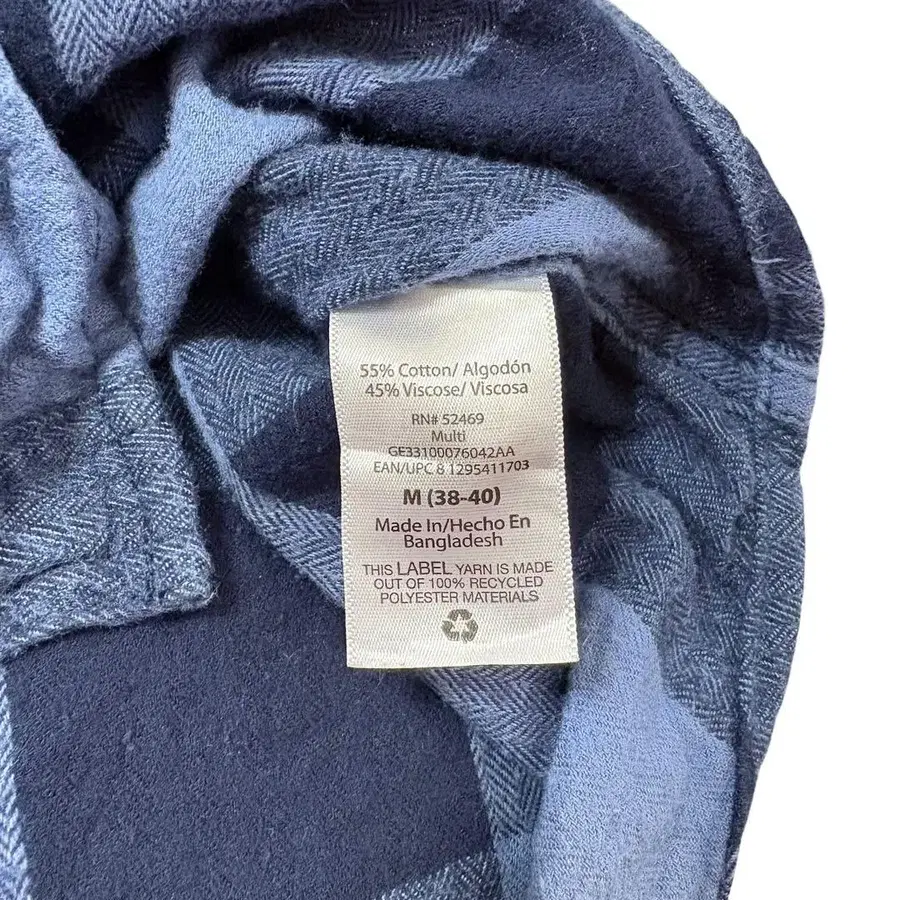 55% Cotton/ Algodón
45% Viscose/ Viscosa
RN# 52469
Multi
GE33100076042AA
EAN/UPC 8 1295411703
M (38-40)
Made In/Hecho En
Bangladesh
THIS LABEL YARN IS MADE
OUT OF 100% RECYCLED
POLYESTER MATERIALS